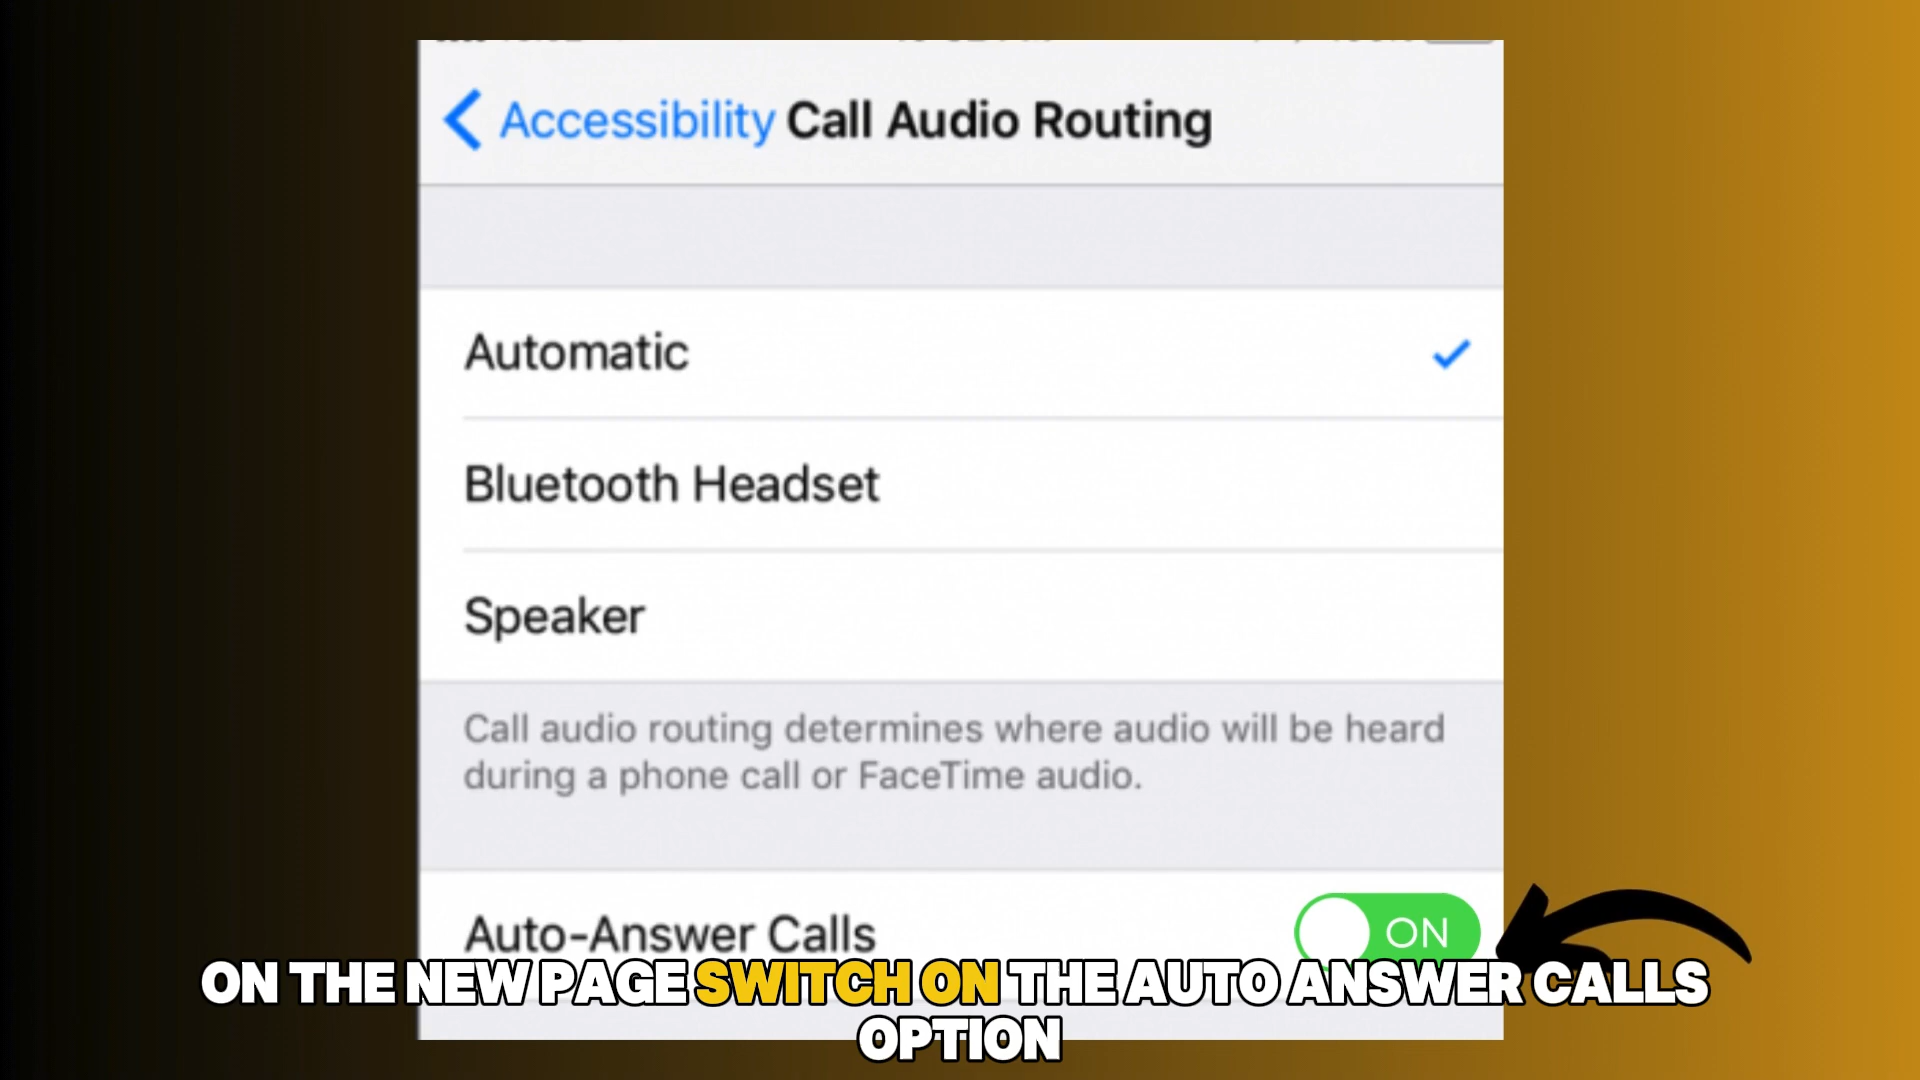 Accessibility Call Audio Routing
Automatic
Bluetooth Headset
Speaker
Call audio routing determines where audio will be heard
during a phone call or FaceTime audio.
Auto-Answer Calls ON
ON THE NEW PAGE SWITCH ON THE AUTO ANSWER CALLS
OPTION